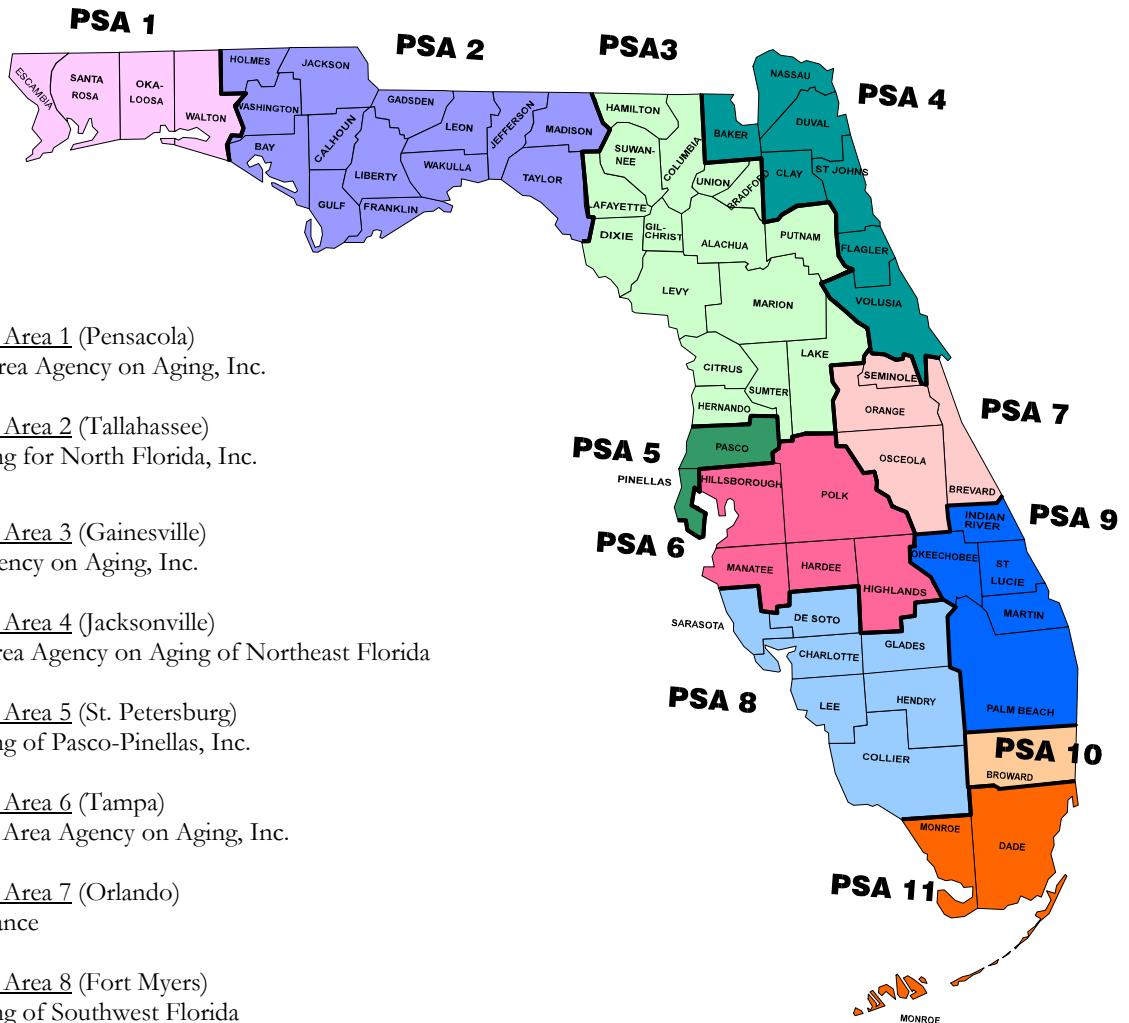 PSA 1
PSA 2
PSA3
PSA 4
ESCAMBIA
SANTA
ROSA
OKA-
LOOSA
WALTON
HOLMES
JACKSON
WASHINGTON
BAY
CALHOUN
GULF
LIBERTY
FRANKLIN
GADSDEN
LEON
WAKULLA
JEFFERSON
MADISON
TAYLOR
HAMILTON
SUWAN-
NEE
COLUMBIA
LAFAYETTE
DIXIE
GIL-
CHRIST
UNION
BRADFORD
ALACHUA
PUTNAM
LEVY
MARION
CITRUS
SUMTER
LAKE
HERNANDO
NASSAU
BAKER
DUVAL
CLAY
ST JOHNS
FLAGLER
VOLUSIA
PSA 5
PASCO
PINELLAS
PSA 6
HILLSBOROUGH
POLK
MANATEE
HARDEE
HIGHLANDS
PSA 7
SEMINOLE
ORANGE
OSCEOLA
BREVARD
PSA 9
INDIAN
RIVER
OKEECHOBEE
ST
LUCIE
MARTIN
PALM BEACH
PSA 8
SARASOTA
DE SOTO
CHARLOTTE
GLADES
LEE
HENDRY
COLLIER
PSA 10
BROWARD
PSA 11
MONROE
DADE
MONROE
Area 1 (Pensacola)
rea Agency on Aging, Inc.
Area 2 (Tallahassee)
ng for North Florida, Inc.
Area 3 (Gainesville)
ency on Aging, Inc.
Area 4 (Jacksonville)
rea Agency on Aging of Northeast Florida
Area 5 (St. Petersburg)
ng of Pasco-Pinellas, Inc.
Area 6 (Tampa)
Area Agency on Aging, Inc.
Area 7 (Orlando)
ance
Area 8 (Fort Myers)
ng of Southwest Florida